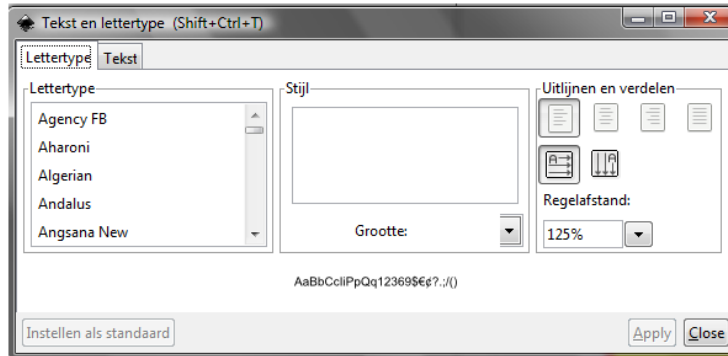 Tekst en lettertype (Shift+Ctrl+T)
Lettertype Tekst
Lettertype
Agency FB
Aharoni
Algerian
Andalus
Angsana New
Stijl
Grootte:
Uitlijnen en verdelen
Regelafstand:
125%
AaBbCcIiPpQq12369$€¢?.;/()
Instellen als standaard
Apply Close